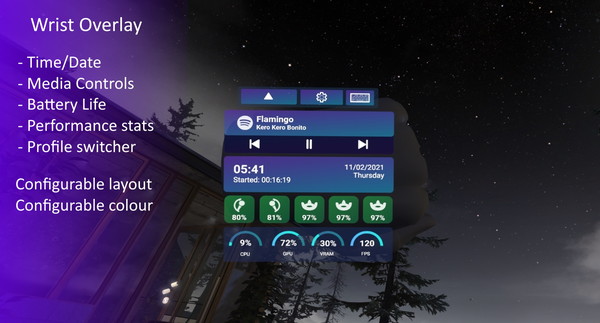 Wrist Overlay
- Time/Date
- Media Controls
- Battery Life
- Performance stats
- Profile switcher
Configurable layout
Configurable colour
Flamingo
Kero Kero Bonito
05:41
11/02/2021
Started: 00:16:19
Thursday
80% 81% 97% 97% 97%
9% 72% 30% 120
CPU GPU VRAM FPS